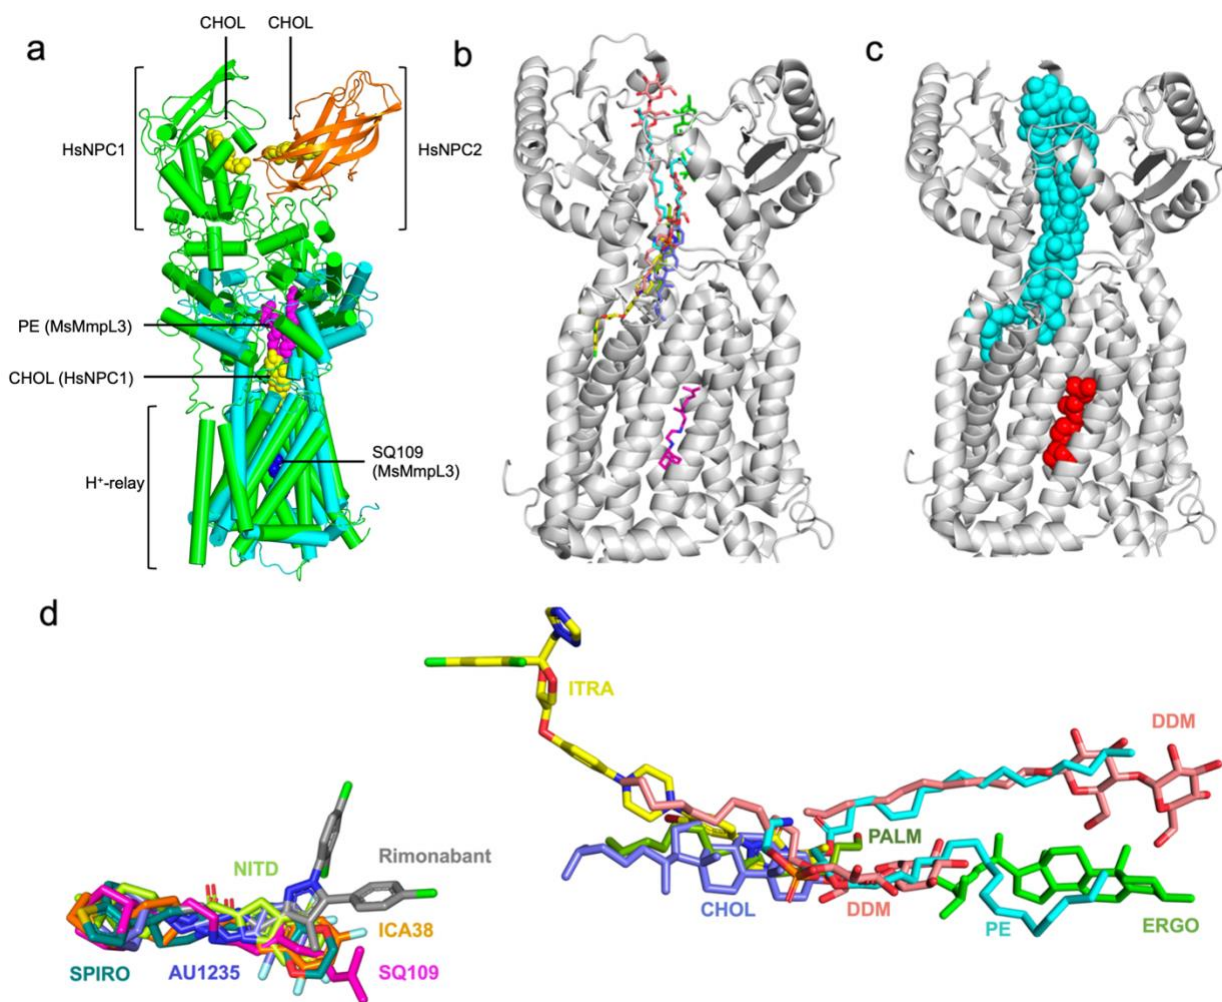 a
CHOL
CHOL
HsNPC1
HsNPC2
PE (MsMmpL3)
CHOL (HsNPC1)
SQ109
(MsMmpL3)
H⁺-relay
b
c
d
ITRA
DDM
PALM
CHOL
DDM
PE
ERGO
NITD
Rimonabant
ICA38
SPIRO
AU1235
SQ109